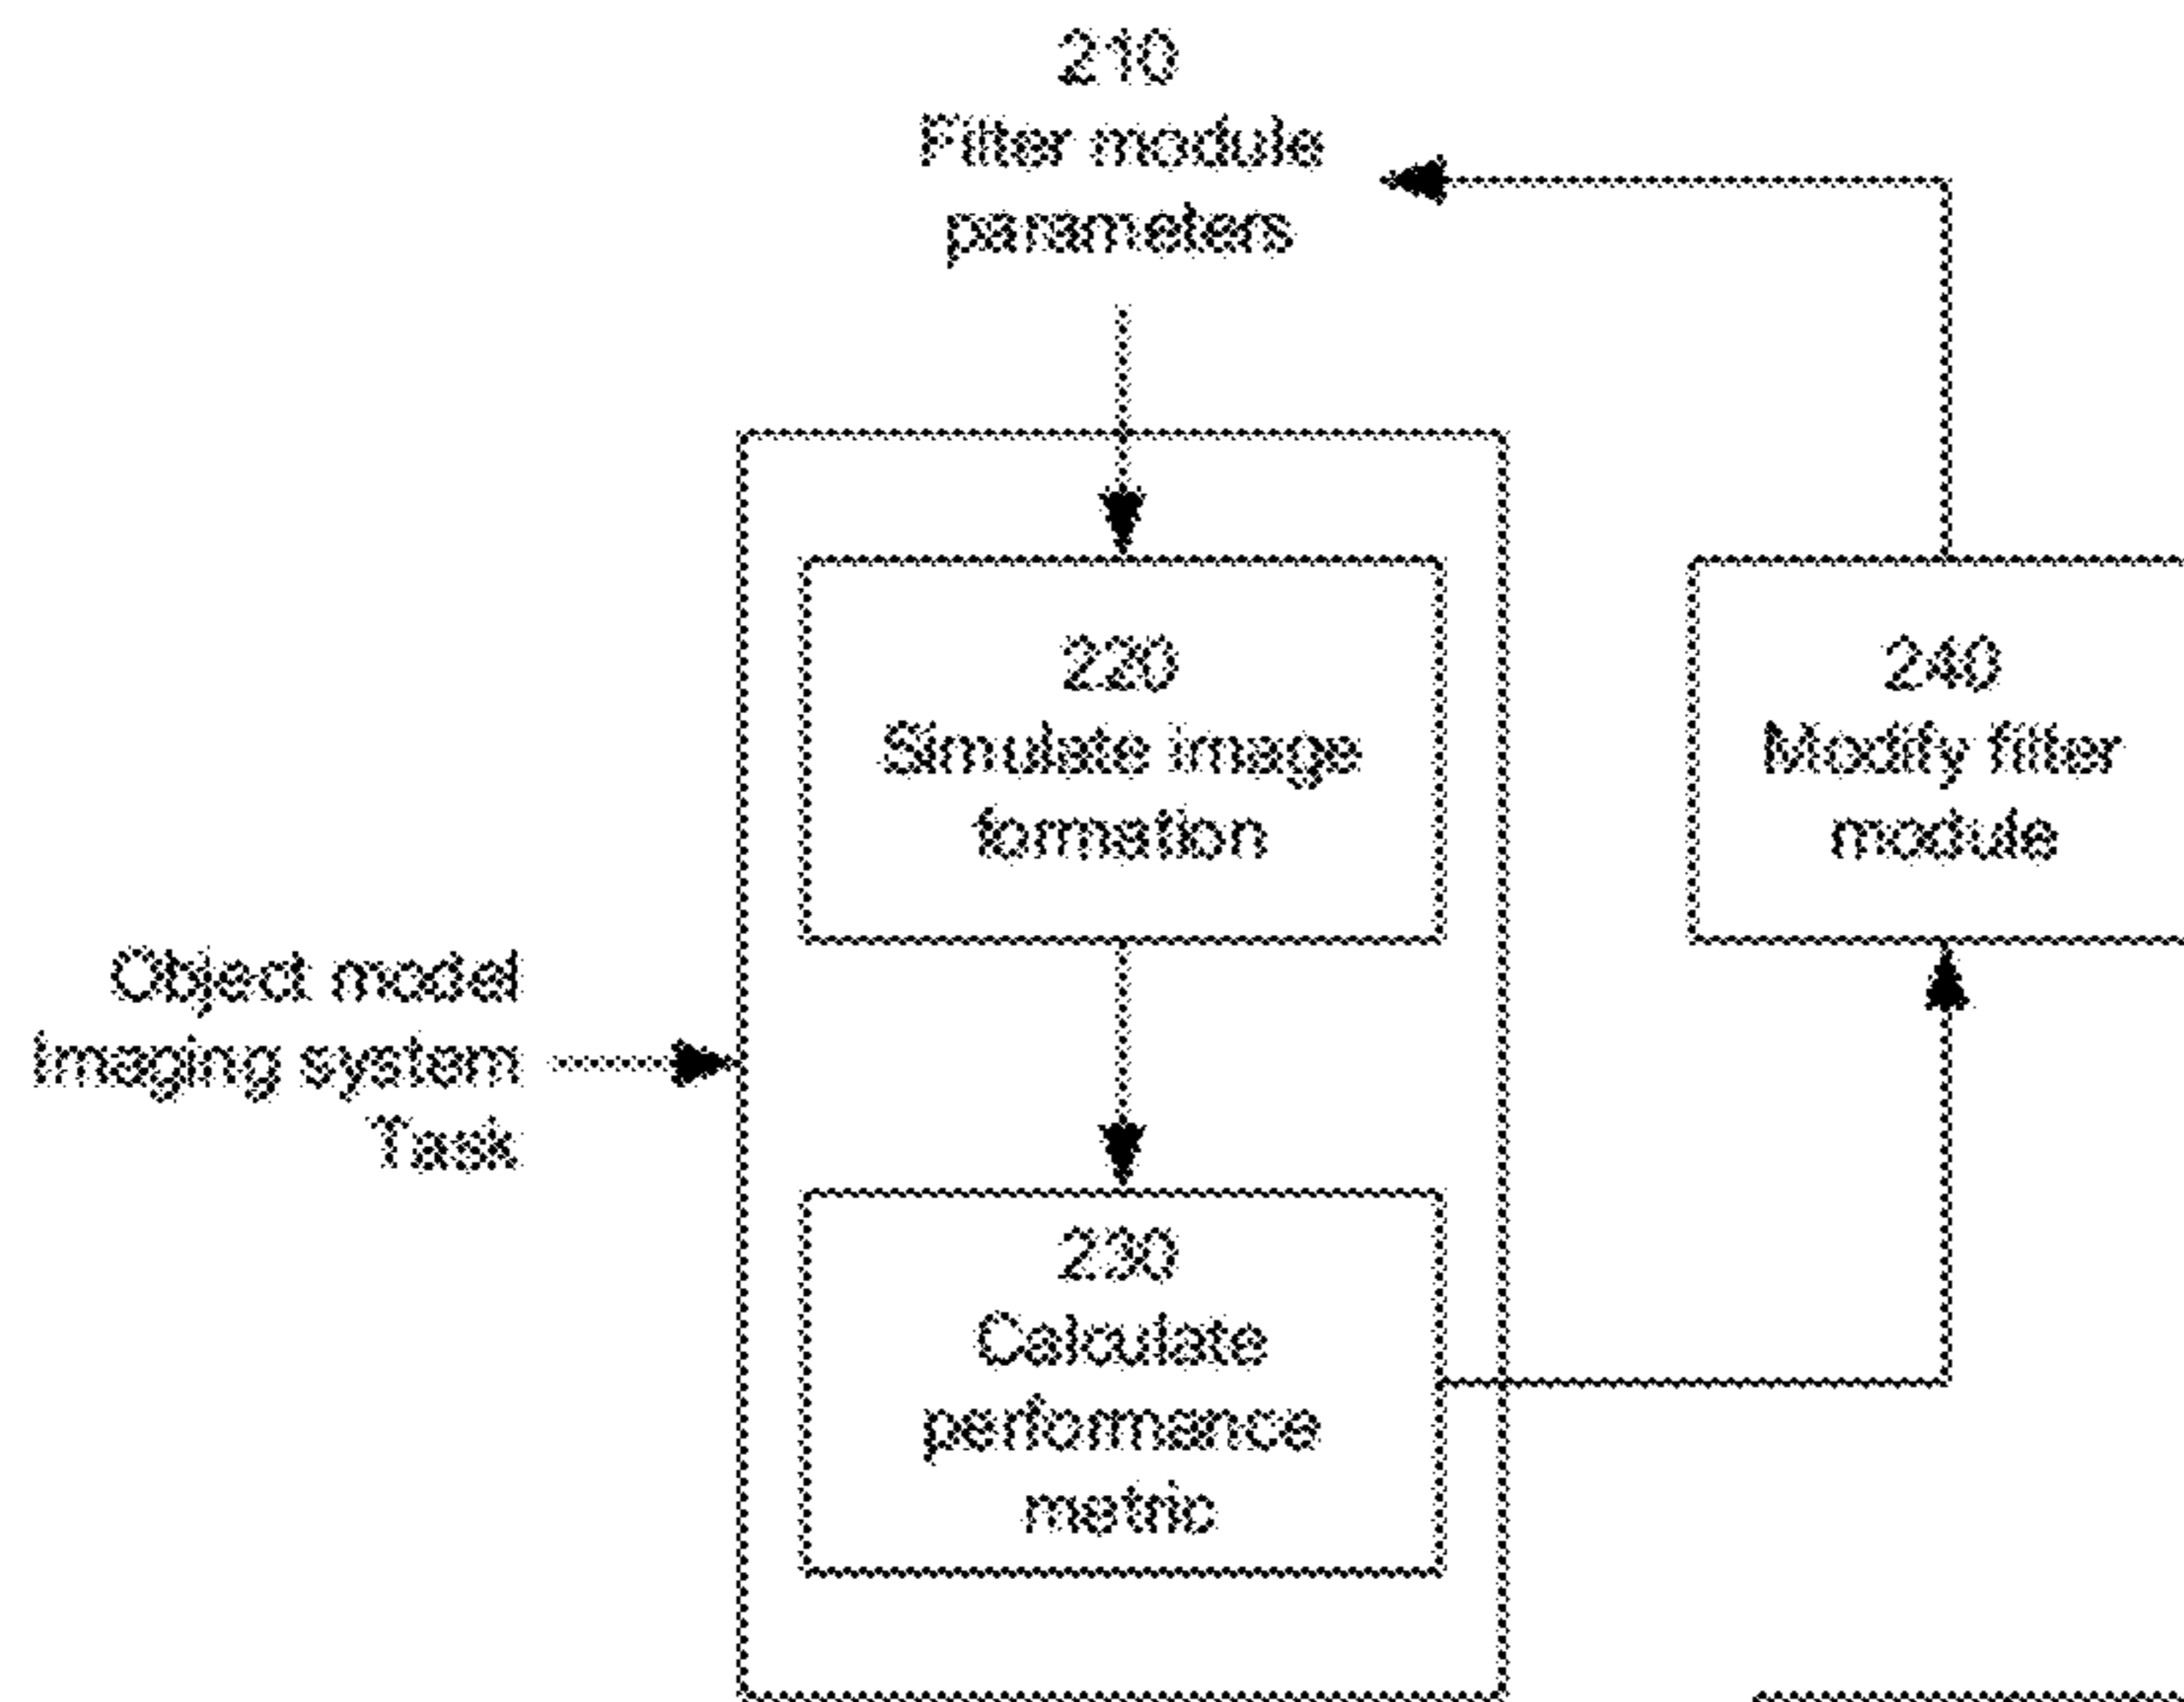 210
Filter module
parameters
220
Simulate image
formation
240
Modify filter
module
Object model
Imaging system
Task
230
Calculate
performance
metric